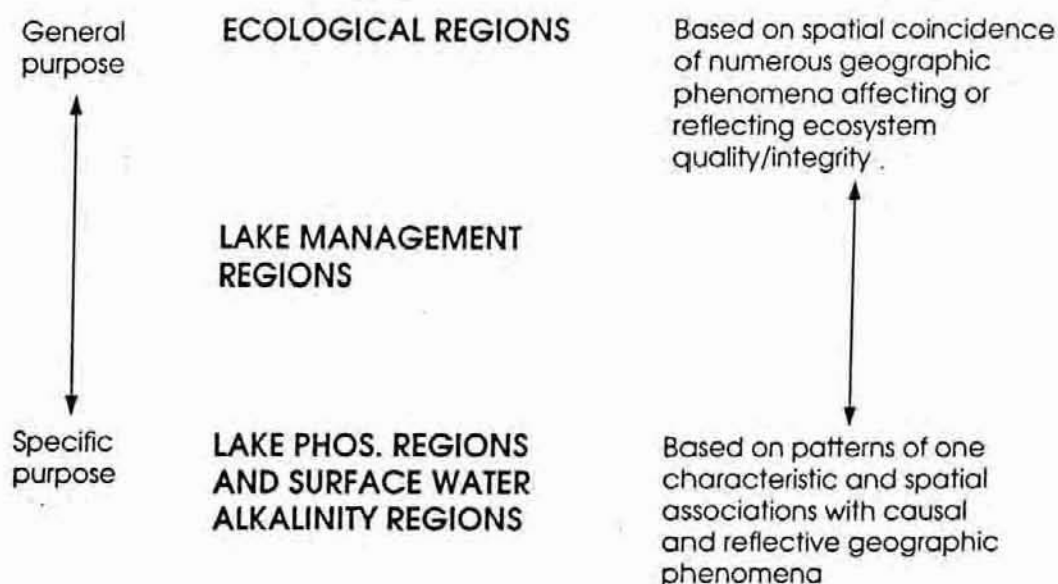 General
purpose
ECOLOGICAL REGIONS
Based on spatial coincidence
of numerous geographic
phenomena affecting or
reflecting ecosystem
quality/integrity .
LAKE MANAGEMENT
REGIONS
Specific
purpose
LAKE PHOS. REGIONS
AND SURFACE WATER
ALKALINITY REGIONS
Based on patterns of one
characteristic and spatial
associations with causal
and reflective geographic
phenomena